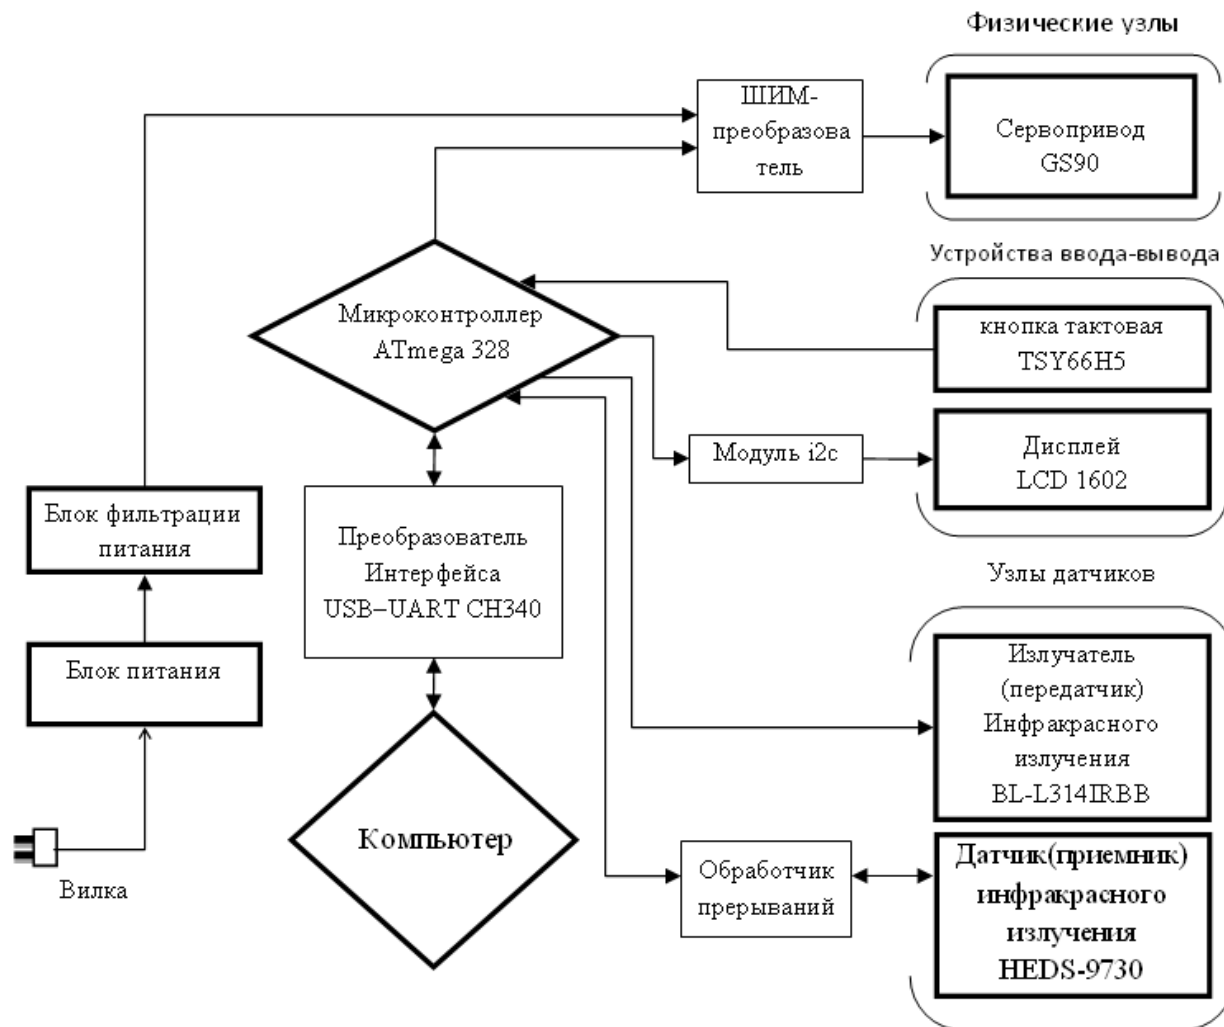 Физические узлы
ШИМ-
преобразова
тель
Сервопривод
GS90
Устройства ввода-вывода
Микроконтроллер
ATmega 328
кнопка тактовая
TSY66H5
Модуль i2c
Дисплей
LCD 1602
Блок фильтрации
питания
Преобразователь
Интерфейса
USB–UART CH340
Узлы датчиков
Блок питания
Излучатель
(передатчик)
Инфракрасного
излучения
BL-L314IRBB
Компьютер
Вилка
Обработчик
прерываний
Датчик(приемник)
инфракрасного
излучения
HEDS-9730